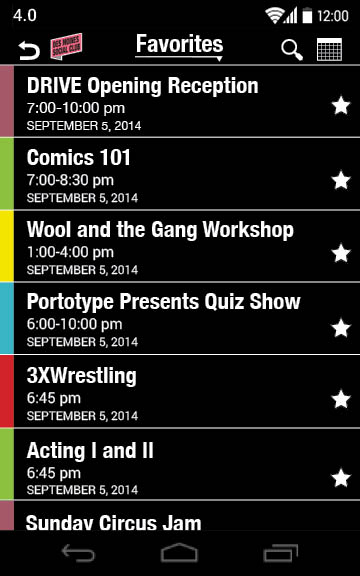 4.0
12:00
DES MOINES
SOCIAL CLUB
Favorites
DRIVE Opening Reception
7:00-10:00 pm
SEPTEMBER 5, 2014
Comics 101
7:00-8:30 pm
SEPTEMBER 5, 2014
Wool and the Gang Workshop
1:00-4:00 pm
SEPTEMBER 5, 2014
Portotype Presents Quiz Show
6:00-10:00 pm
SEPTEMBER 5, 2014
3XWrestling
6:45 pm
SEPTEMBER 5, 2014
Acting I and II
6:45 pm
SEPTEMBER 5, 2014
Sunday Circus Jam